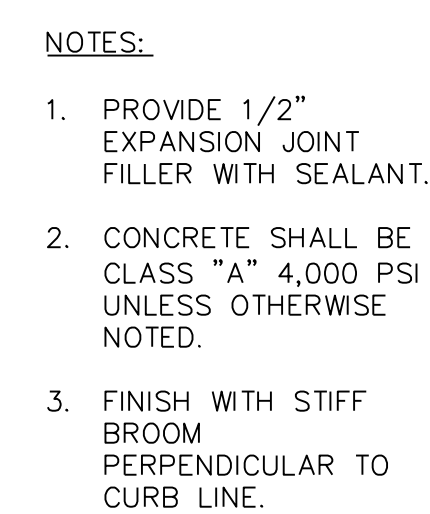 NOTES:
1. PROVIDE 1/2”
EXPANSION JOINT
FILLER WITH SEALANT.
2. CONCRETE SHALL BE
CLASS ”A” 4,000 PSI
UNLESS OTHERWISE
NOTED.
3. FINISH WITH STIFF
BROOM
PERPENDICULAR TO
CURB LINE.